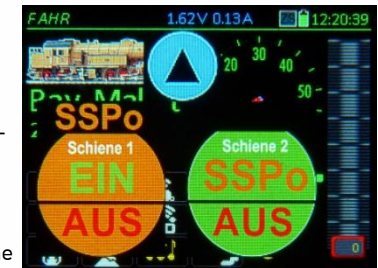 FAHR 1.62V 0.13A 12:20:39
20 30 40
50
SSPo
Schiene 1
EIN
AUS
Schiene 2
SSPo
AUS
0